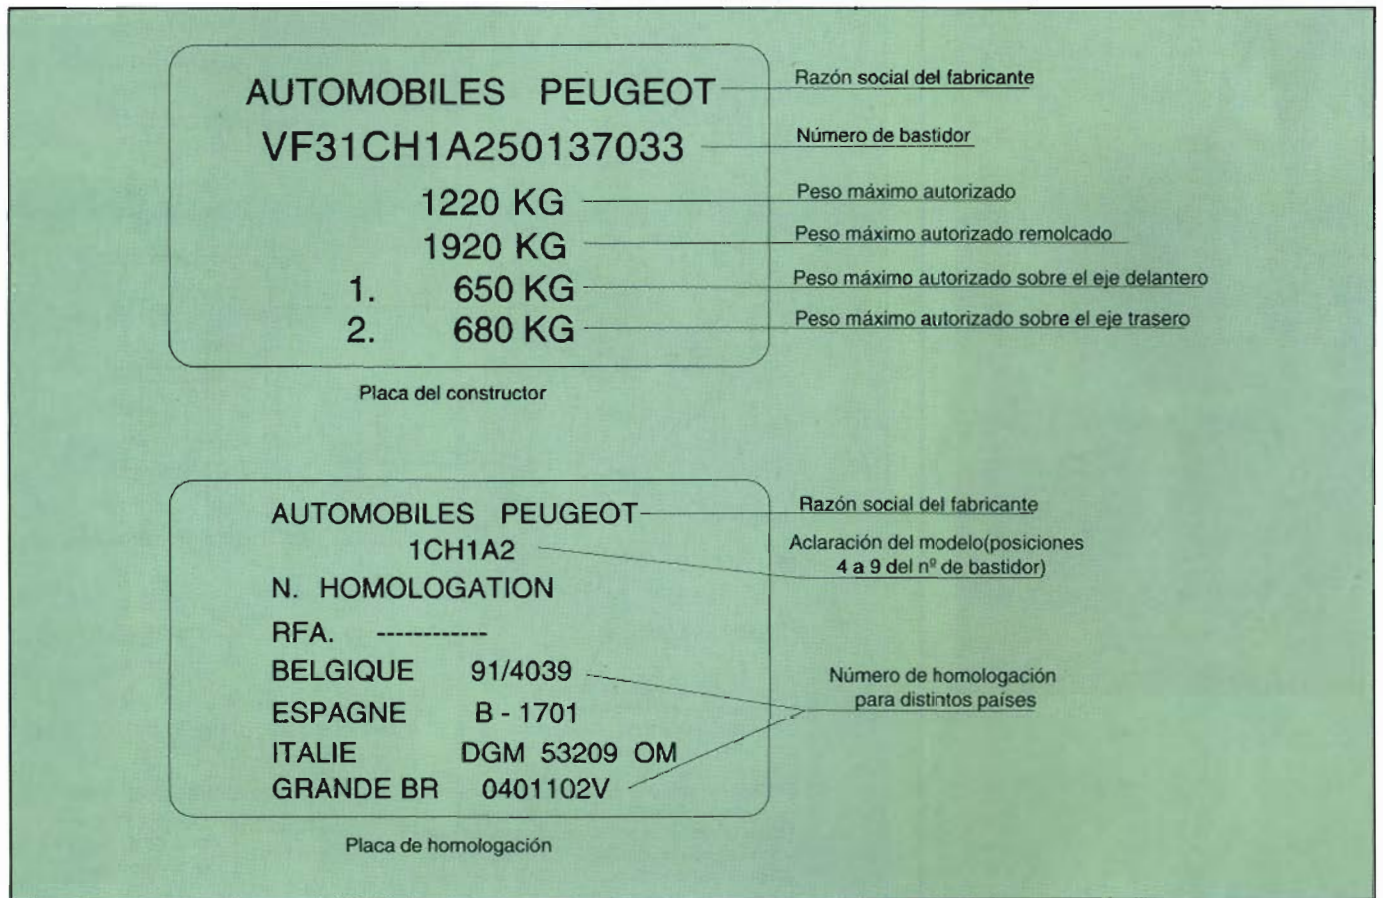 AUTOMOBILES PEUGEOT
Razón social del fabricante
VF31CH1A250137033
Número de bastidor
1220 KG
Peso máximo autorizado
1920 KG
Peso máximo autorizado remolcado
1. 650 KG
Peso máximo autorizado sobre el eje delantero
2. 680 KG
Peso máximo autorizado sobre el eje trasero
Placa del constructor
AUTOMOBILES PEUGEOT
Razón social del fabricante
1CH1A2
Aclaración del modelo(posiciones
4 a 9 del nº de bastidor)
N. HOMOLOGATION
RFA. ------------
BELGIQUE 91/4039
ESPAGNE B - 1701
ITALIE DGM 53209 OM
GRANDE BR 0401102V
Número de homologación
para distintos países
Placa de homologación